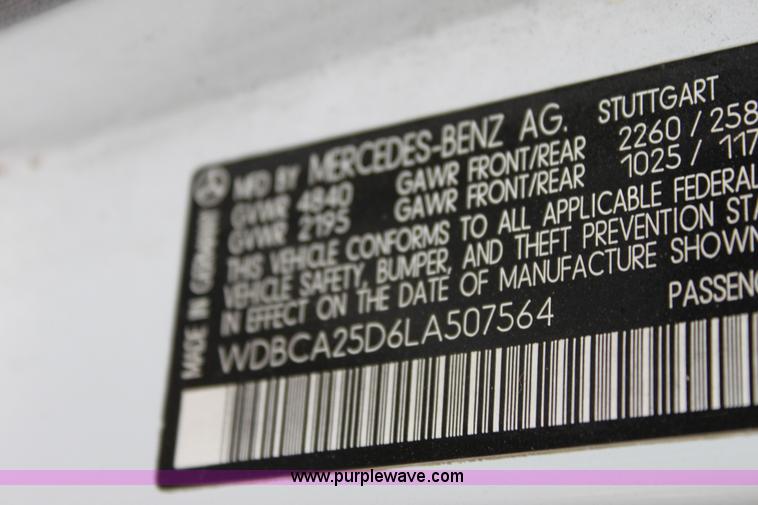 MFD BY MERCEDES-BENZ AG. STUTTGART
GVWR 4840 GAWR FRONT/REAR 2260 / 258
GVWR 2195 GAWR FRONT/REAR 1025 / 117
THIS VEHICLE CONFORMS TO ALL APPLICABLE FEDERAL
VEHICLE SAFETY, BUMPER, AND THEFT PREVENTION STA
IN EFFECT ON THE DATE OF MANUFACTURE SHOWN
WDBCA25D6LA507564 PASSENG
MADE IN GERMANY
www.purplewave.com